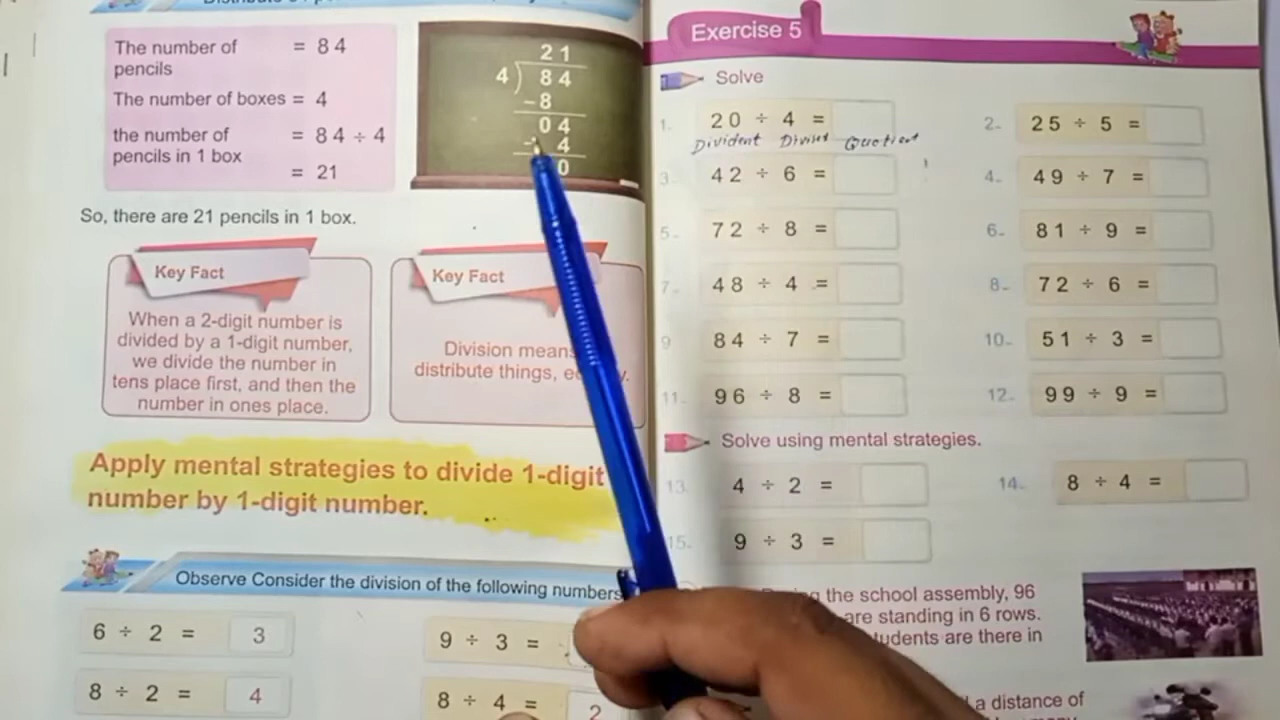 The number of pencils = 84
The number of boxes = 4
the number of pencils in 1 box = 84 ÷ 4
= 21
21
4 ) 84
-8
04
4
0
So, there are 21 pencils in 1 box.
Key Fact
When a 2-digit number is
divided by a 1-digit number,
we divide the number in
tens place first, and then the
number in ones place.
Key Fact
Division means
distribute things,
Apply mental strategies to divide 1-digit
number by 1-digit number.
Observe Consider the division of the following numbers
6 ÷ 2 = 3
9 ÷ 3 =
8 ÷ 2 = 4
8 ÷ 4 = 2
Exercise 5
Solve
1. 20 ÷ 4 =
Divident Divised Quotient
2. 25 ÷ 5 =
3. 42 ÷ 6 =
4. 49 ÷ 7 =
5. 72 ÷ 8 =
6. 81 ÷ 9 =
7. 48 ÷ 4 =
8. 72 ÷ 6 =
9 84 ÷ 7 =
10. 51 ÷ 3 =
11. 96 ÷ 8 =
12. 99 ÷ 9 =
Solve using mental strategies.
13. 4 ÷ 2 =
14. 8 ÷ 4 =
15. 9 ÷ 3 =
the school assembly, 96
are standing in 6 rows.
students are there in
a distance of